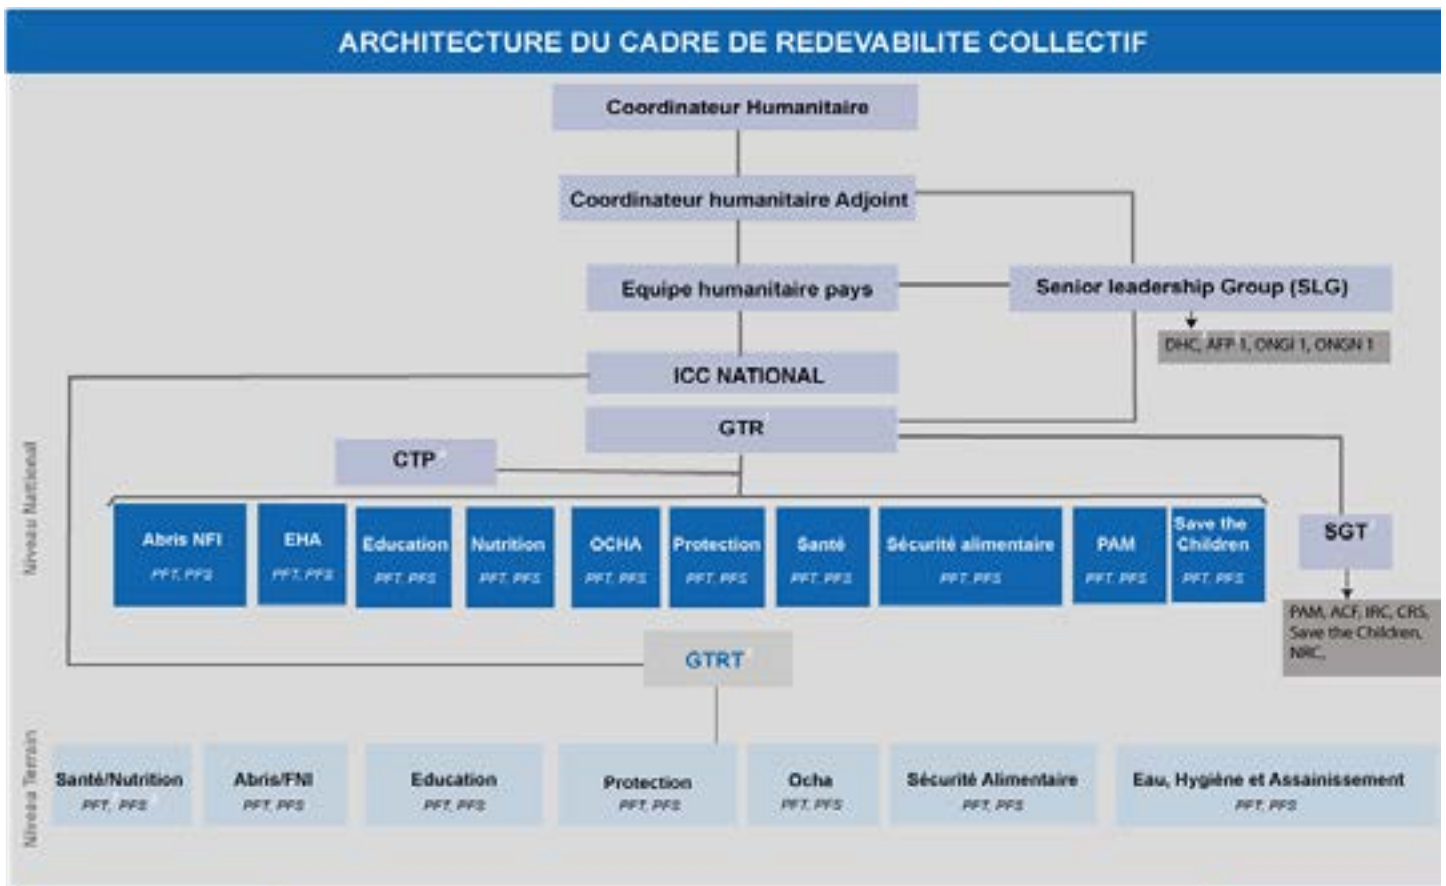 ARCHITECTURE DU CADRE DE REDEVABILITE COLLECTIF
Coordinateur Humanitaire
Coordinateur humanitaire Adjoint
Equipe humanitaire pays
Senior leadership Group (SLG)
DHC, AFP 1, ONGI 1, ONGN 1
ICC NATIONAL
GTR
CTP
Niveau National
Abris NFI
PFT, PFS
EHA
PFT, PFS
Education
PFT, PFS
Nutrition
PFT, PFS
OCHA
PFT, PFS
Protection
PFT, PFS
Santé
PFT, PFS
Sécurité alimentaire
PFT, PFS
PAM
PFT, PFS
Save the
Children
PFT, PFS
SGT
PAM, ACF, IRC, CRS,
Save the Children,
NRC,
GTRT
Niveau Terrain
Santé/Nutrition
PFT, PFS
Abris/FNI
PFT, PFS
Education
PFT, PFS
Protection
PFT, PFS
Ocha
PFT, PFS
Sécurité Alimentaire
PFT, PFS
Eau, Hygiène et Assainissement
PFT, PFS